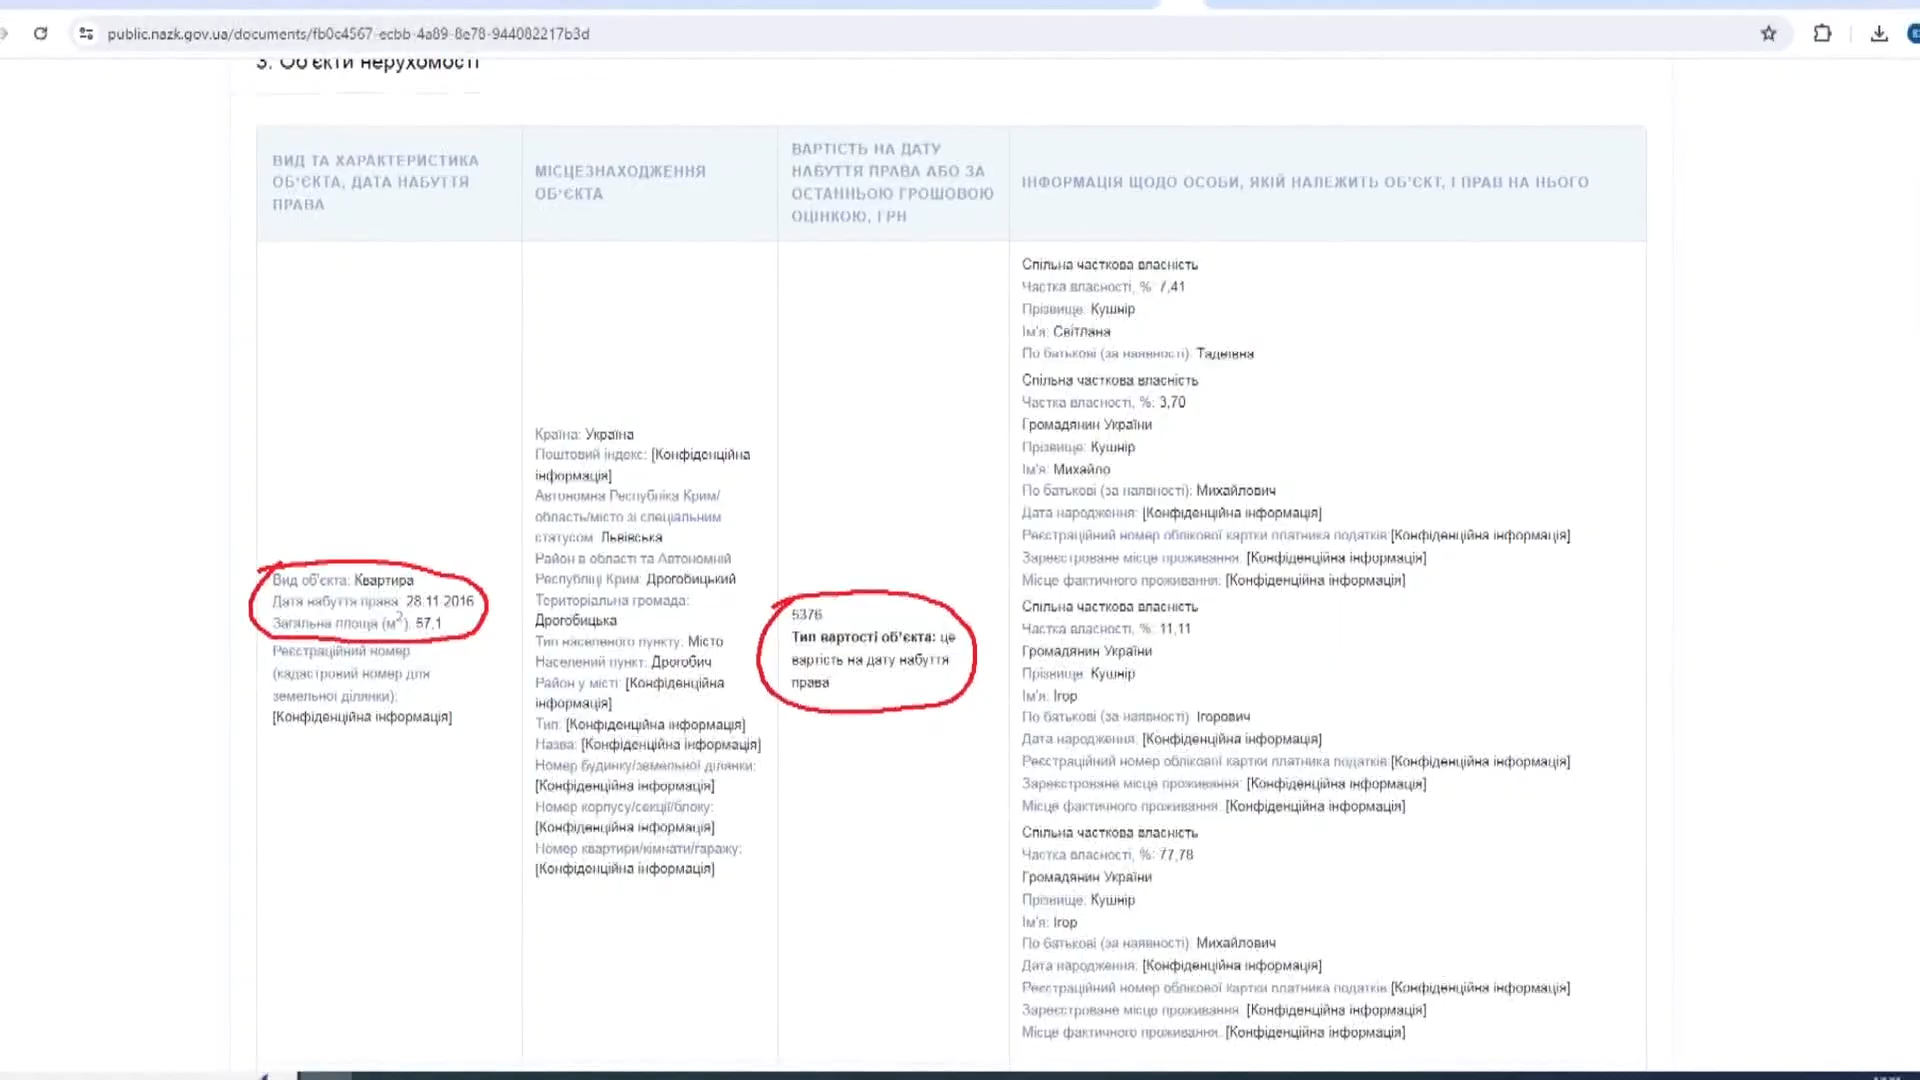 public.nazk.gov.ua/documents/fb0c4567-ecbb-4a89-8e78-944082217b3d
3. Об'єкти нерухомості
ВИД ТА ХАРАКТЕРИСТИКА
ОБ'ЄКТА, ДАТА НАБУТТЯ
ПРАВА
МІСЦЕЗНАХОДЖЕННЯ
ОБ'ЄКТА
ВАРТІСТЬ НА ДАТУ
НАБУТТЯ ПРАВА АБО ЗА
ОСТАННЬОЮ ГРОШОВОЮ
ОЦІНКОЮ, ГРН
ІНФОРМАЦІЯ ЩОДО ОСОБИ, ЯКІЙ НАЛЕЖИТЬ ОБ'ЄКТ, І ПРАВ НА НЬОГО
Вид об'єкта: Квартира
Дата набуття права: 28.11.2016
Загальна площа (м2): 57,1
Реєстраційний номер
(кадастровий номер для
земельної ділянки):
[Конфіденційна інформація]
Країна: Україна
Поштовий індекс: [Конфіденційна
інформація]
Автономна Республіка Крим/
область/місто зі спеціальним
статусом: Львівська
Район в області та Автономній
Республіці Крим: Дрогобицький
Територіальна громада:
Дрогобицька
Тип населеного пункту: Місто
Населений пункт: Дрогобич
Район у місті: [Конфіденційна
інформація]
Тип: [Конфіденційна інформація]
Назва: [Конфіденційна інформація]
Номер будинку/земельної ділянки:
[Конфіденційна інформація]
Номер корпусу/секції/блоку:
[Конфіденційна інформація]
Номер квартири/кімнати/гаражу:
[Конфіденційна інформація]
5376
Тип вартості об'єкта: це
вартість на дату набуття
права
Спільна часткова власність
Частка власності, %: 7,41
Прізвище: Кушнір
Ім'я: Світлана
По батькові (за наявності): Тадеївна
Спільна часткова власність
Частка власності, %: 3,70
Громадянин України
Прізвище: Кушнір
Ім'я: Михайло
По батькові (за наявності): Михайлович
Дата народження: [Конфіденційна інформація]
Реєстраційний номер облікової картки платника податків: [Конфіденційна інформація]
Зареєстроване місце проживання: [Конфіденційна інформація]
Місце фактичного проживання: [Конфіденційна інформація]
Спільна часткова власність
Частка власності, %: 11,11
Громадянин України
Прізвище: Кушнір
Ім'я: Ігор
По батькові (за наявності): Ігорович
Дата народження: [Конфіденційна інформація]
Реєстраційний номер облікової картки платника податків: [Конфіденційна інформація]
Зареєстроване місце проживання: [Конфіденційна інформація]
Місце фактичного проживання: [Конфіденційна інформація]
Спільна часткова власність
Частка власності, %: 77,78
Громадянин України
Прізвище: Кушнір
Ім'я: Ігор
По батькові (за наявності): Михайлович
Дата народження: [Конфіденційна інформація]
Реєстраційний номер облікової картки платника податків: [Конфіденційна інформація]
Зареєстроване місце проживання: [Конфіденційна інформація]
Місце фактичного проживання: [Конфіденційна інформація]